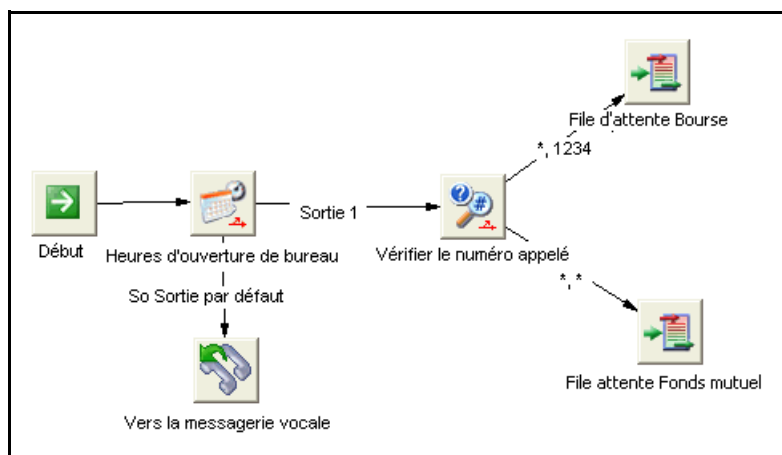 File d'attente Bourse
*, 1234
Sortie 1
Début
Heures d'ouverture de bureau
Vérifier le numéro appelé
*, *
So Sortie par défaut
File attente Fonds mutuel
Vers la messagerie vocale